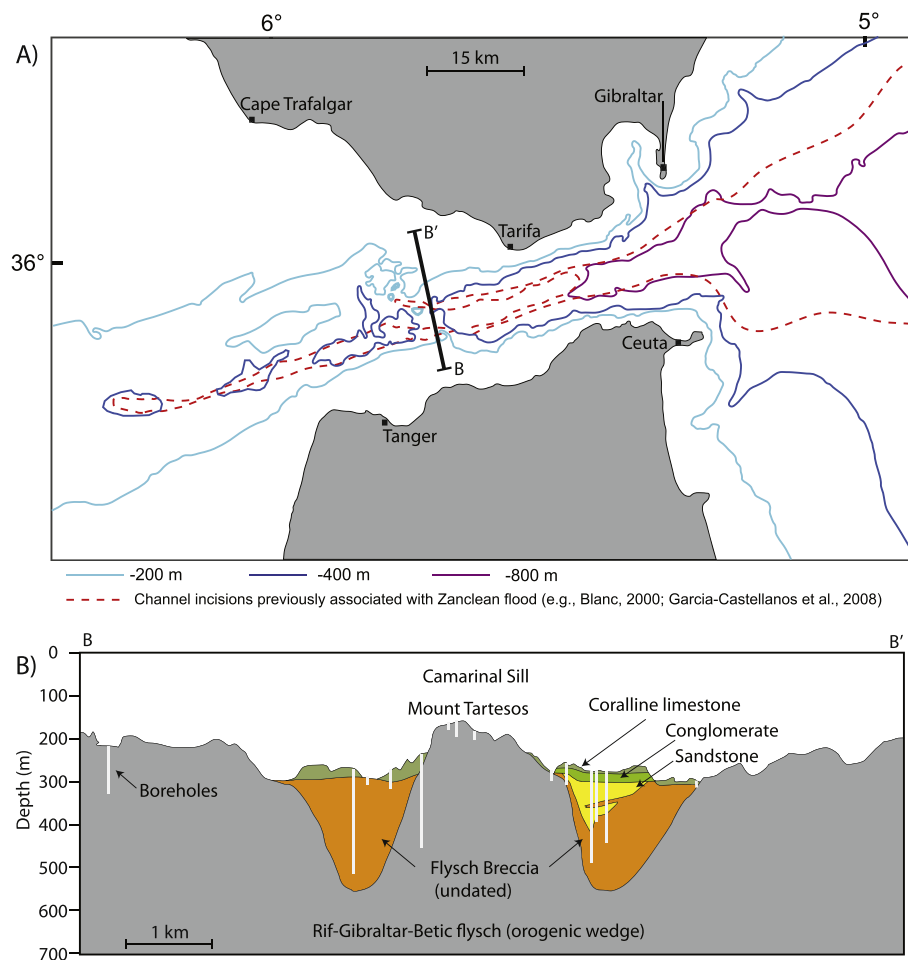 6°
5°
A)
15 km
Cape Trafalgar
Gibraltar
B'
Tarifa
36°
B
Ceuta
Tanger
-200 m
-400 m
-800 m
Channel incisions previously associated with Zanclean flood (e.g., Blanc, 2000; Garcia-Castellanos et al., 2008)
B
B'
B)
0
100
200
300
400
500
600
700
Depth (m)
Camarinal Sill
Mount Tartesos
Coralline limestone
Conglomerate
Sandstone
Boreholes
Flysch Breccia
(undated)
1 km
Rif-Gibraltar-Betic flysch (orogenic wedge)